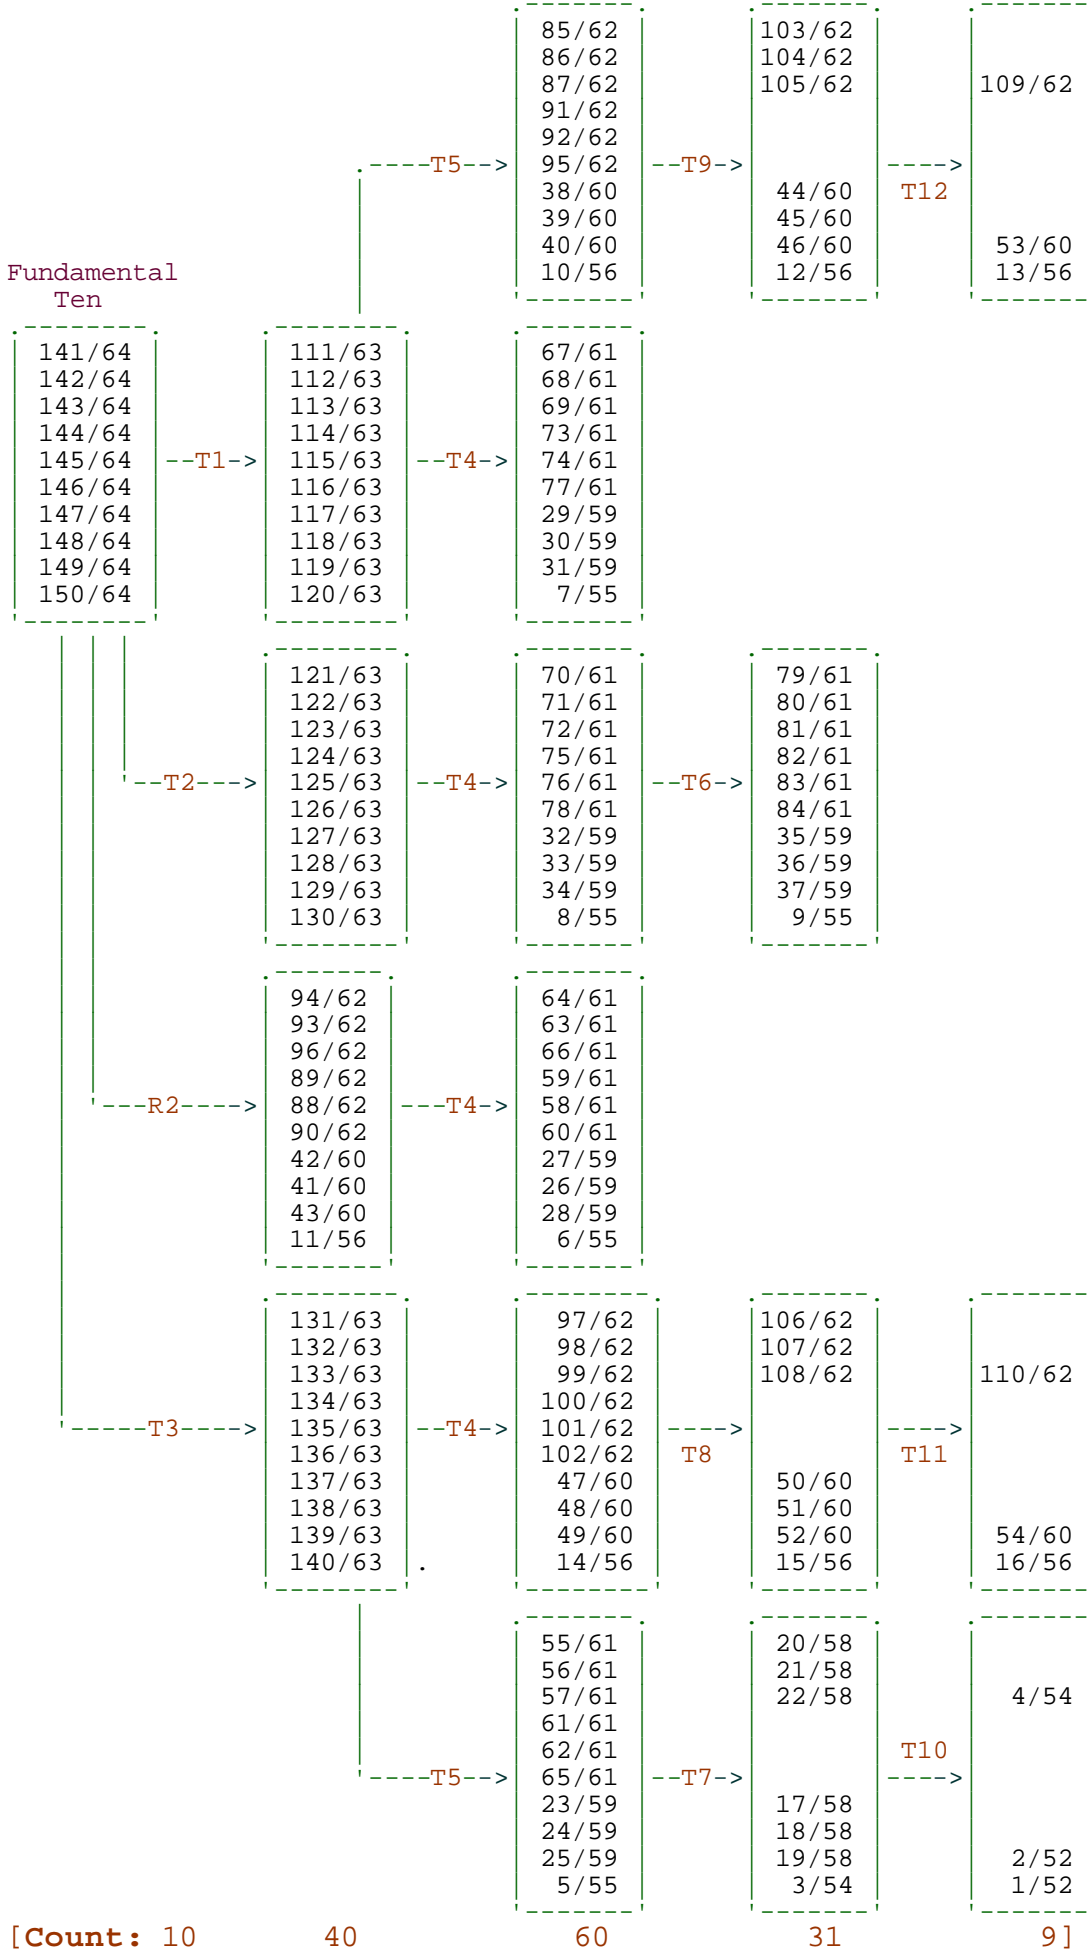 85/62 103/62
86/62 104/62
87/62 105/62 109/62
91/62
92/62
----T5--> 95/62 --T9-> ---->
38/60 44/60 T12
39/60 45/60
40/60 46/60 53/60
Fundamental 10/56 12/56 13/56
Ten
141/64 111/63 67/61
142/64 112/63 68/61
143/64 113/63 69/61
144/64 114/63 73/61
145/64 --T1-> 115/63 --T4-> 74/61
146/64 116/63 77/61
147/64 117/63 29/59
148/64 118/63 30/59
149/64 119/63 31/59
150/64 120/63 7/55
121/63 70/61 79/61
122/63 71/61 80/61
123/63 72/61 81/61
124/63 75/61 82/61
'--T2---> 125/63 --T4-> 76/61 --T6-> 83/61
126/63 78/61 84/61
127/63 32/59 35/59
128/63 33/59 36/59
129/63 34/59 37/59
130/63 8/55 9/55
94/62 64/61
93/62 63/61
96/62 66/61
89/62 59/61
'---R2----> 88/62 ---T4-> 58/61
90/62 60/61
42/60 27/59
41/60 26/59
43/60 28/59
11/56 6/55
131/63 97/62 106/62
132/63 98/62 107/62
133/63 99/62 108/62 110/62
134/63 100/62
'-----T3----> 135/63 --T4-> 101/62 ----> ---->
136/63 102/62 T8 T11
137/63 47/60 50/60
138/63 48/60 51/60
139/63 49/60 52/60 54/60
140/63 . 14/56 15/56 16/56
55/61 20/58
56/61 21/58
57/61 22/58 4/54
61/61
62/61 T10
'----T5--> 65/61 --T7-> ---->
23/59 17/58
24/59 18/58
25/59 19/58 2/52
5/55 3/54 1/52
[Count: 10 40 60 31 9]